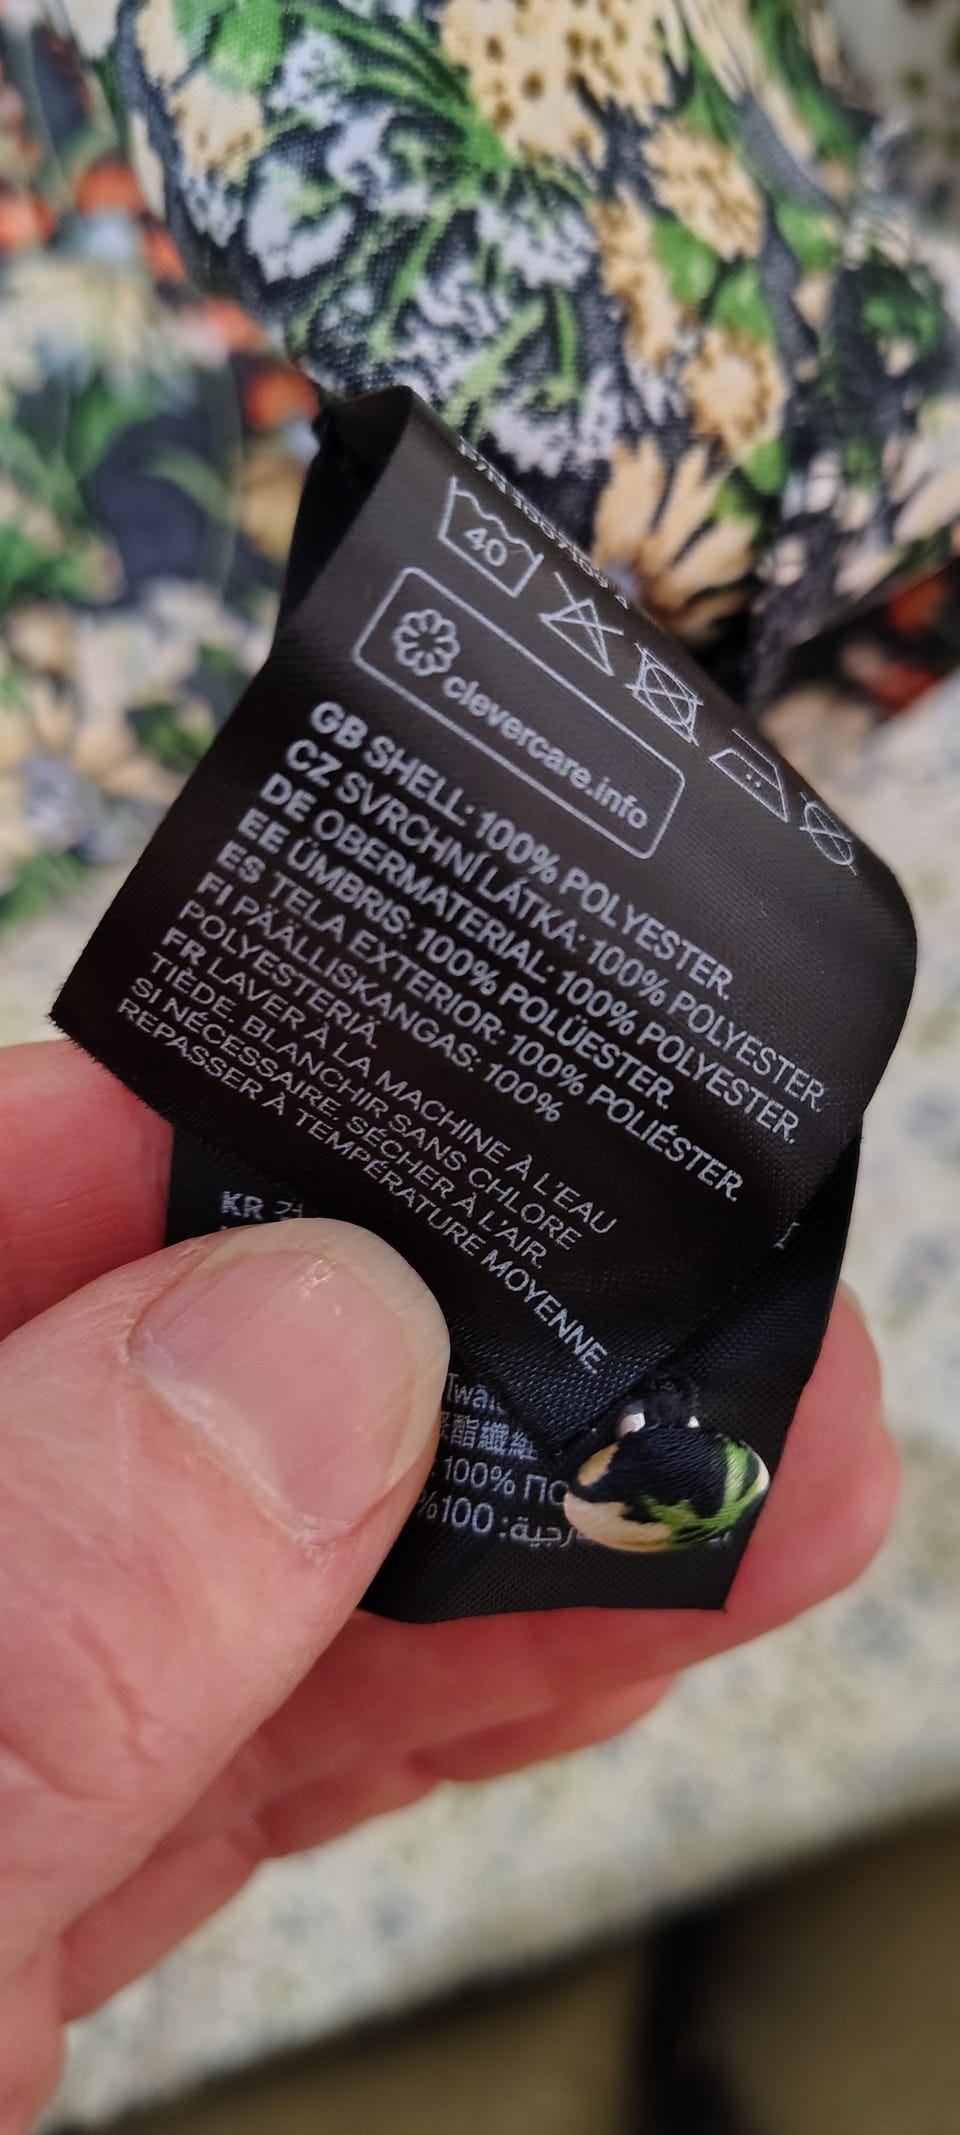 40
clevercare.info
GB SHELL: 100% POLYESTER.
CZ SVRCHNÍ LÁTKA: 100% POLYESTER.
DE OBERMATERIAL: 100% POLYESTER.
EE ÜMBRIS: 100% POLÜESTER.
ES TELA EXTERIOR: 100% POLIÉSTER.
FI PÄÄLLISKANGAS: 100%
POLYESTERIÄ.
FR LAVER À LA MACHINE À L'EAU
TIÈDE. BLANCHIR SANS CHLORE
SI NÉCESSAIRE. SÉCHER À L'AIR.
REPASSER À TEMPÉRATURE MOYENNE.
KR
100%
%100